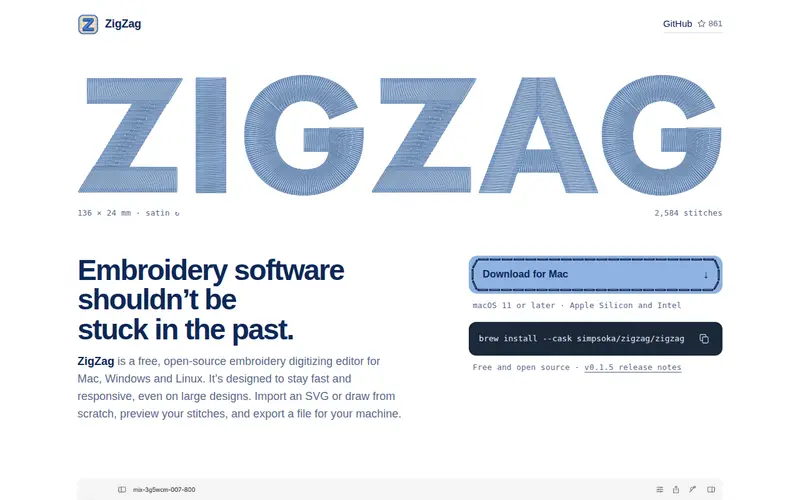 ZigZag
GitHub ☆ 861
ZIGZAG
136 × 24 mm · satin ↻
2,584 stitches
Embroidery software
shouldn’t be
stuck in the past.
ZigZag is a free, open-source embroidery digitizing editor for
Mac, Windows and Linux. It’s designed to stay fast and
responsive, even on large designs. Import an SVG or draw from
scratch, preview your stitches, and export a file for your machine.
Download for Mac ↓
macOS 11 or later · Apple Silicon and Intel
brew install --cask simpsoka/zigzag/zigzag
Free and open source · v0.1.5 release notes